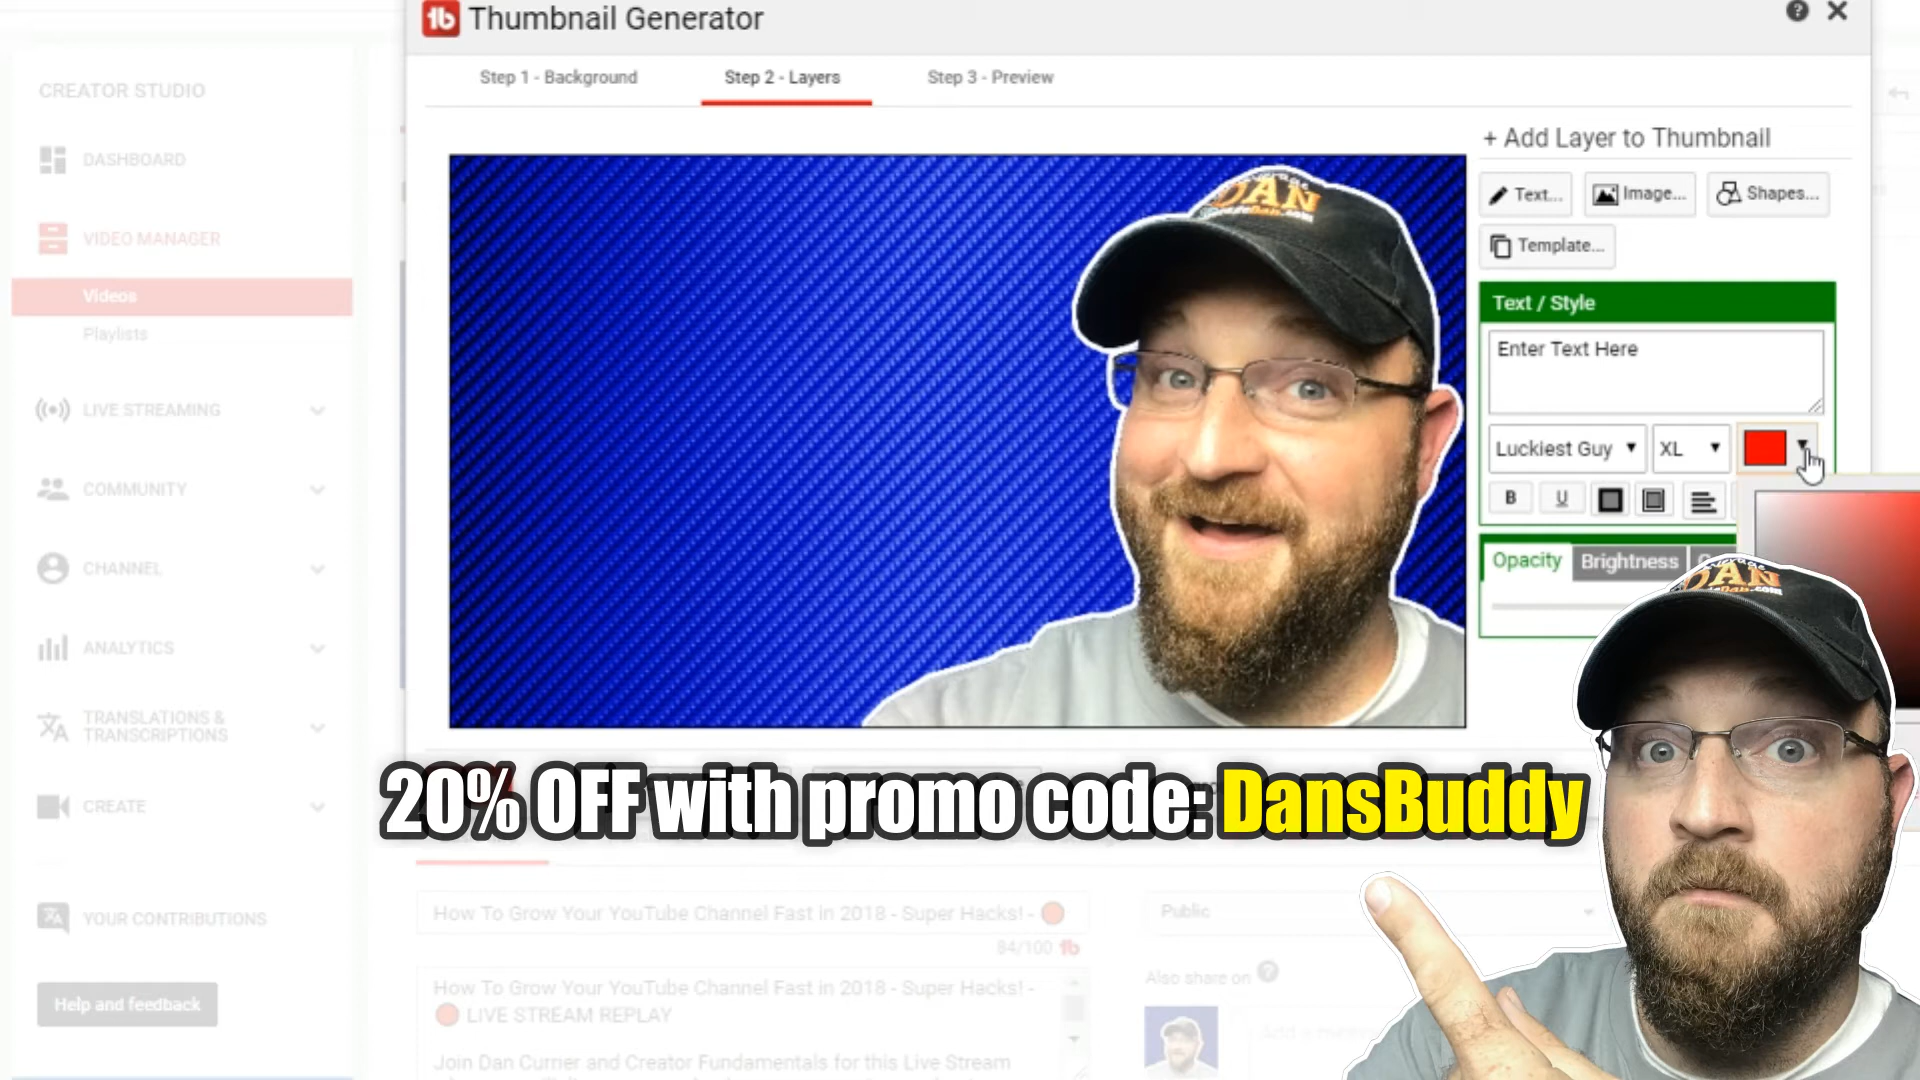 Thumbnail Generator
Step 1 - Background
Step 2 - Layers
Step 3 - Preview
CREATOR STUDIO
DASHBOARD
VIDEO MANAGER
Videos
Playlists
LIVE STREAMING
COMMUNITY
CHANNEL
ANALYTICS
TRANSLATIONS &
TRANSCRIPTIONS
CREATE
YOUR CONTRIBUTIONS
Help and feedback
DAN
+ Add Layer to Thumbnail
Text...
Image...
Shapes...
Template...
Text / Style
Enter Text Here
Luckiest Guy
XL
B
U
Opacity
Brightness
DAN
20% OFF with promo code: DansBuddy
How To Grow Your YouTube Channel Fast in 2018 - Super Hacks! -
84/100
How To Grow Your YouTube Channel Fast in 2018 - Super Hacks! -
LIVE STREAM REPLAY
Join Dan Currier and Creator Fundamentals for this Live Stream
Public
Also share on